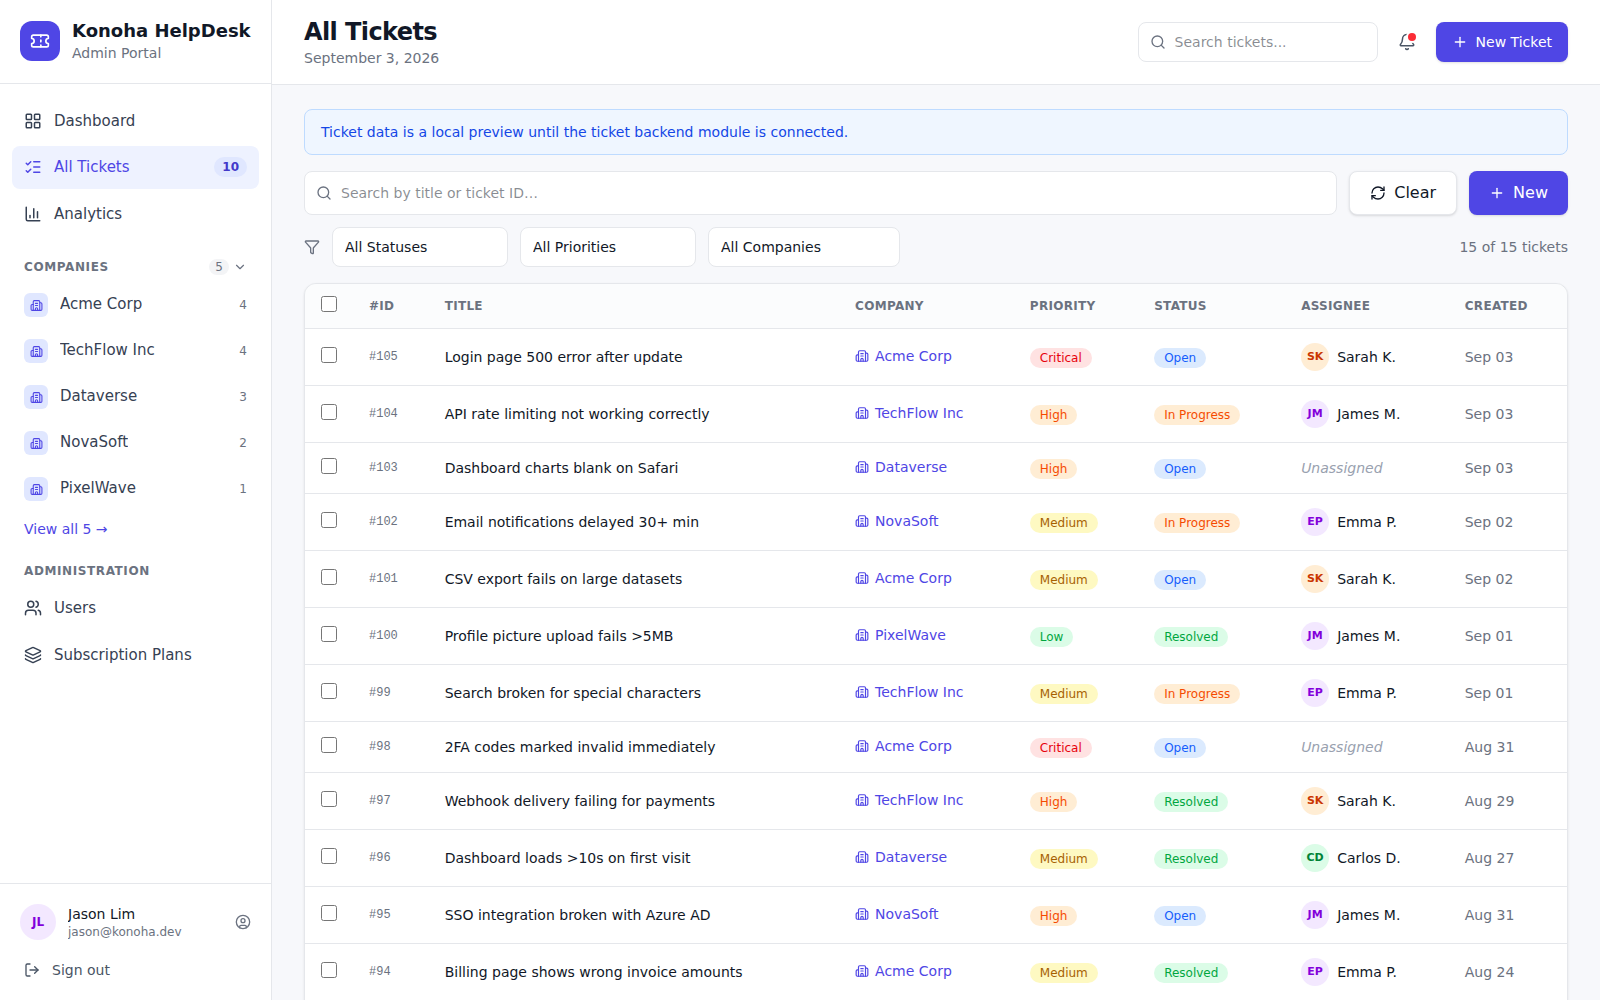 Konoha HelpDesk
Admin Portal
Dashboard
All Tickets 10
Analytics
COMPANIES 5
Acme Corp 4
TechFlow Inc 4
Dataverse 3
NovaSoft 2
PixelWave 1
View all 5 →
ADMINISTRATION
Users
Subscription Plans
JL Jason Lim
jason@konoha.dev
Sign out
All Tickets
September 3, 2026
Search tickets...
New Ticket
Ticket data is a local preview until the ticket backend module is connected.
Search by title or ticket ID...
Clear
New
All Statuses All Priorities All Companies 15 of 15 tickets
#ID TITLE COMPANY PRIORITY STATUS ASSIGNEE CREATED
#105 Login page 500 error after update Acme Corp Critical Open SK Sarah K. Sep 03
#104 API rate limiting not working correctly TechFlow Inc High In Progress JM James M. Sep 03
#103 Dashboard charts blank on Safari Dataverse High Open Unassigned Sep 03
#102 Email notifications delayed 30+ min NovaSoft Medium In Progress EP Emma P. Sep 02
#101 CSV export fails on large datasets Acme Corp Medium Open SK Sarah K. Sep 02
#100 Profile picture upload fails >5MB PixelWave Low Resolved JM James M. Sep 01
#99 Search broken for special characters TechFlow Inc Medium In Progress EP Emma P. Sep 01
#98 2FA codes marked invalid immediately Acme Corp Critical Open Unassigned Aug 31
#97 Webhook delivery failing for payments TechFlow Inc High Resolved SK Sarah K. Aug 29
#96 Dashboard loads >10s on first visit Dataverse Medium Resolved CD Carlos D. Aug 27
#95 SSO integration broken with Azure AD NovaSoft High Open JM James M. Aug 31
#94 Billing page shows wrong invoice amounts Acme Corp Medium Resolved EP Emma P. Aug 24